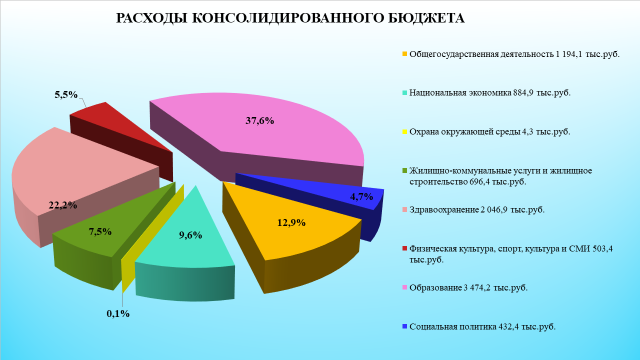 РАСХОДЫ КОНСОЛИДИРОВАННОГО БЮДЖЕТА
Общегосударственная деятельность 1 194,1 тыс.руб.
Национальная экономика 884,9 тыс.руб.
Охрана окружающей среды 4,3 тыс.руб.
Жилищно-коммунальные услуги и жилищное
строительство 696,4 тыс.руб.
Здравоохранение 2 046,9 тыс.руб.
Физическая культура, спорт, культура и СМИ 503,4
тыс.руб.
Образование 3 474,2 тыс.руб.
Социальная политика 432,4 тыс.руб.
5,5%
37,6%
22,2%
4,7%
12,9%
7,5%
9,6%
0,1%